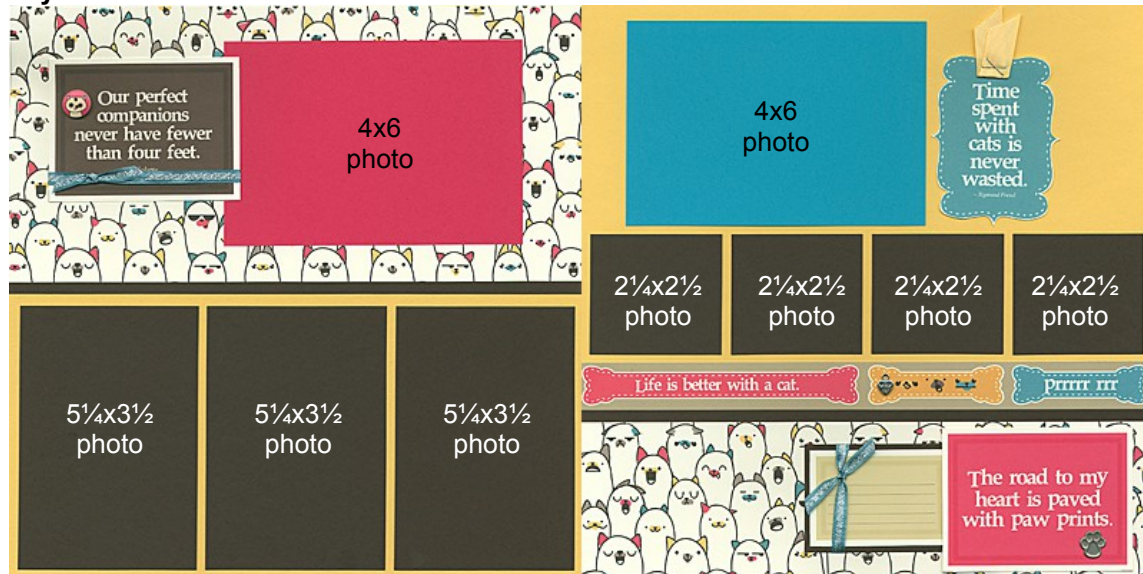 Our perfect
companions
never have fewer
than four feet.
4x6
photo
5¼x3½
photo
5¼x3½
photo
5¼x3½
photo
4x6
photo
Time
spent
with
cats is
never
wasted.
- Sigmund Freud
2¼x2½
photo
2¼x2½
photo
2¼x2½
photo
2¼x2½
photo
Life is better with a cat.
Prrrrr rrr
The road to my
heart is paved
with paw prints.